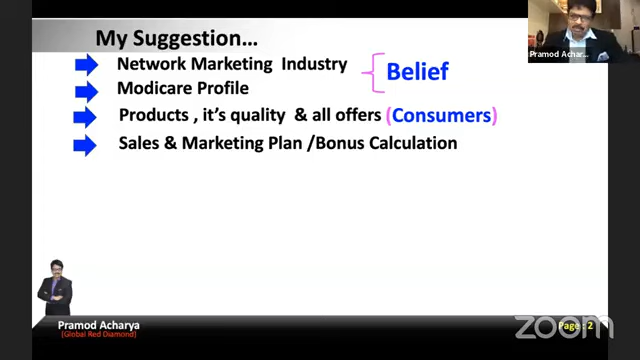 My Suggestion...
Network Marketing Industry
Modicare Profile
Belief
Products , it's quality & all offers (Consumers)
Sales & Marketing Plan /Bonus Calculation
Pramod Achar...
Pramod Acharya
(Global Red Diamond)
Page : 2
zoom